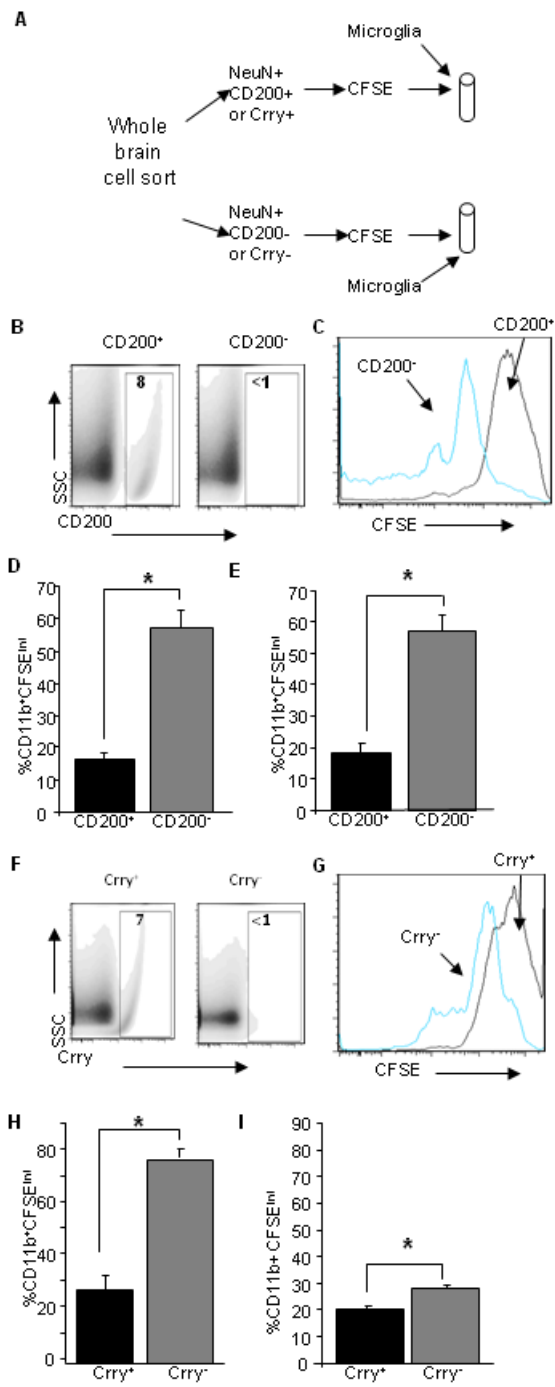 A
Microglia
NeuN+
CD200+
or Crry+
CFSE
Whole
brain
cell sort
NeuN+
CD200-
or Crry-
CFSE
Microglia
B
CD200⁺
CD200⁻
8
<1
SSC
CD200
C
CD200⁺
CD200⁻
CFSE
D
%CD11b⁺CFSEᴵⁿᴵ
70
60
50
40
30
20
10
0
*
CD200⁺
CD200⁻
E
%CD11b⁺CFSEᴵⁿᴵ
70
60
50
40
30
20
10
0
*
CD200⁺
CD200⁻
F
Crry⁺
Crry⁻
7
<1
SSC
Crry
G
Crry⁺
Crry⁻
CFSE
H
%CD11b⁺CFSEᴵⁿᴵ
80
60
40
20
0
*
Crry⁺
Crry⁻
I
%CD11b+ CFSEᴵⁿᴵ
90
80
70
60
50
40
30
20
10
0
*
Crry⁺
Crry⁻